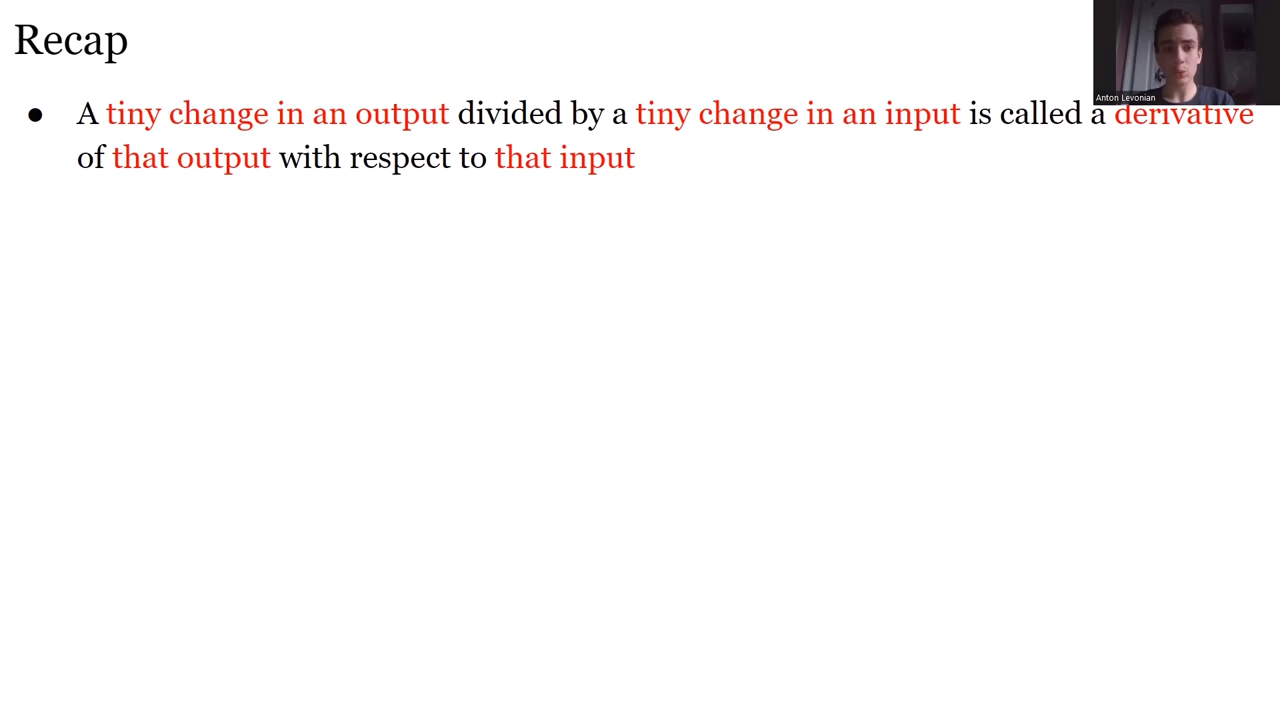 Recap
Anton Levonian
● A tiny change in an output divided by a tiny change in an input is called a derivative
of that output with respect to that input